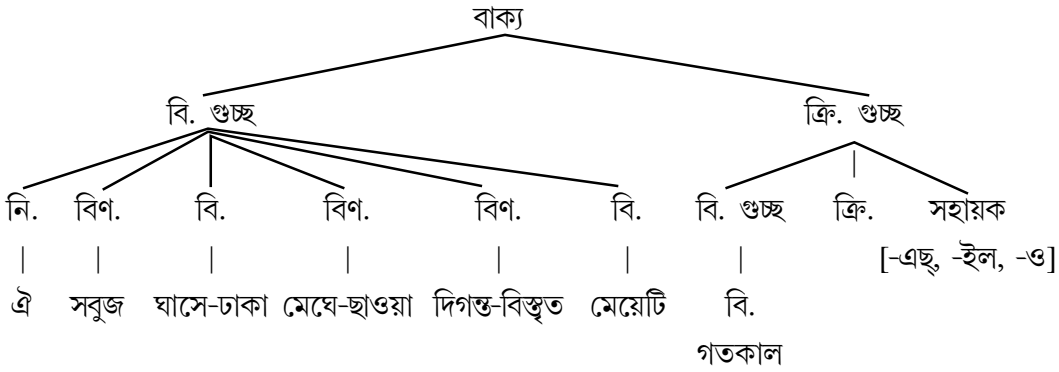 বাক্য
বি. গুচ্ছ ক্রি. গুচ্ছ
নি. বিণ. বি. বিণ. বিণ. বি. বি. গুচ্ছ ক্রি. সহায়ক
[-এছ্, -ইল, -ও]
ঐ সবুজ ঘাসে-ঢাকা মেঘে-ছাওয়া দিগন্ত-বিস্তৃত মেয়েটি বি.
গতকাল